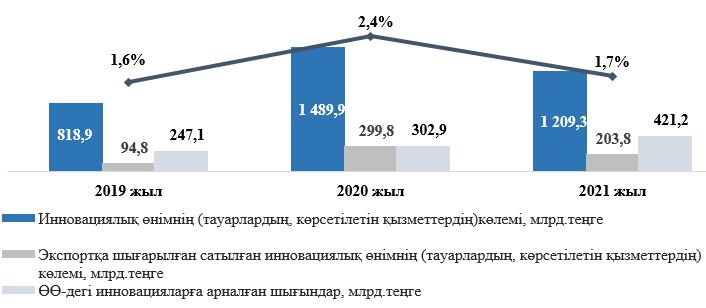 2,4%
1,6%
1,7%
818,9
94,8
247,1
1 489,9
299,8
302,9
1 209,3
203,8
421,2
2019 жыл
2020 жыл
2021 жыл
Инновациялық өнімнің (тауарлардың, көрсетілетін қызметтердің)көлемі, млрд.теңге
Экспортқа шығарылған сатылған инновациялық өнімнің (тауарлардың, көрсетілетін қызметтердің)
көлемі, млрд.теңге
ӨӨ-дегі инновацияларға арналған шығындар, млрд.теңге